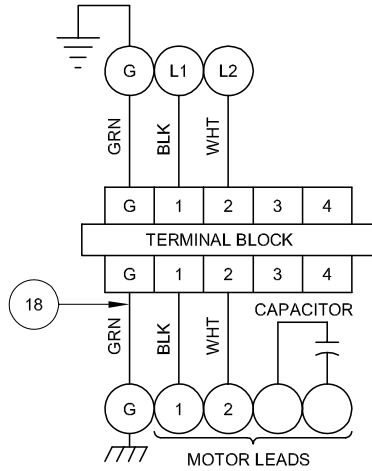 G L1 L2
GRN BLK WHT
G 1 2 3 4
TERMINAL BLOCK
G 1 2 3 4
18
CAPACITOR
GRN BLK WHT
G 1 2
MOTOR LEADS